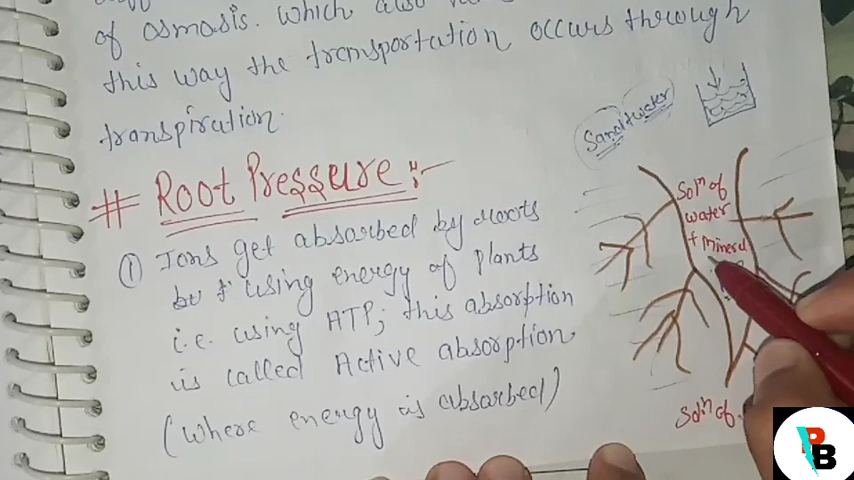 of osmosis. which also
this way the transportation occurs through
transpiration.
Sand+water
# Root Pressure :-
① Ions get absorbed by roots
using energy of plants
i.e. using ATP; this absorption
is called Active absorption.
(where energy is absorbed)
Solⁿ of
water
+ Mineral
Solⁿ of
PB